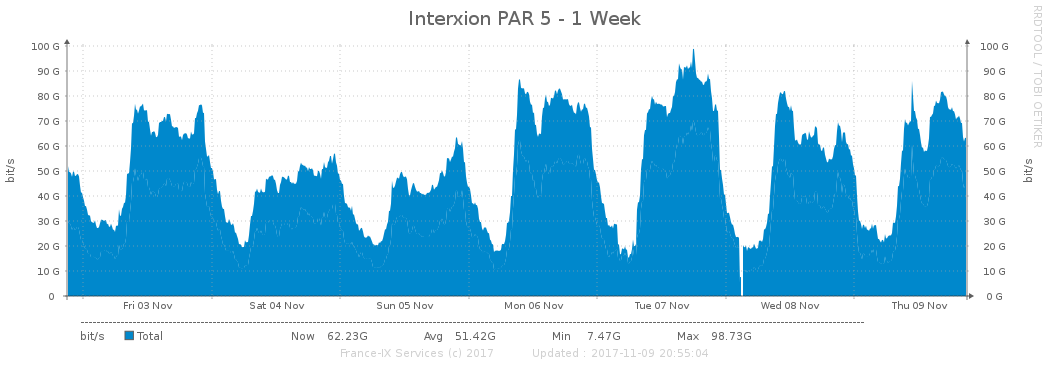 Interxion PAR 5 - 1 Week
RRDTOOL / TOBI OETIKER
bit/s
100 G
90 G
80 G
70 G
60 G
50 G
40 G
30 G
20 G
10 G
0
100 G
90 G
80 G
70 G
60 G
50 G
40 G
30 G
20 G
10 G
0 G
bit/s
Fri 03 Nov Sat 04 Nov Sun 05 Nov Mon 06 Nov Tue 07 Nov Wed 08 Nov Thu 09 Nov
bit/s Total Now 62.23G Avg 51.42G Min 7.47G Max 98.73G
France-IX Services (c) 2017 Updated : 2017-11-09 20:55:04